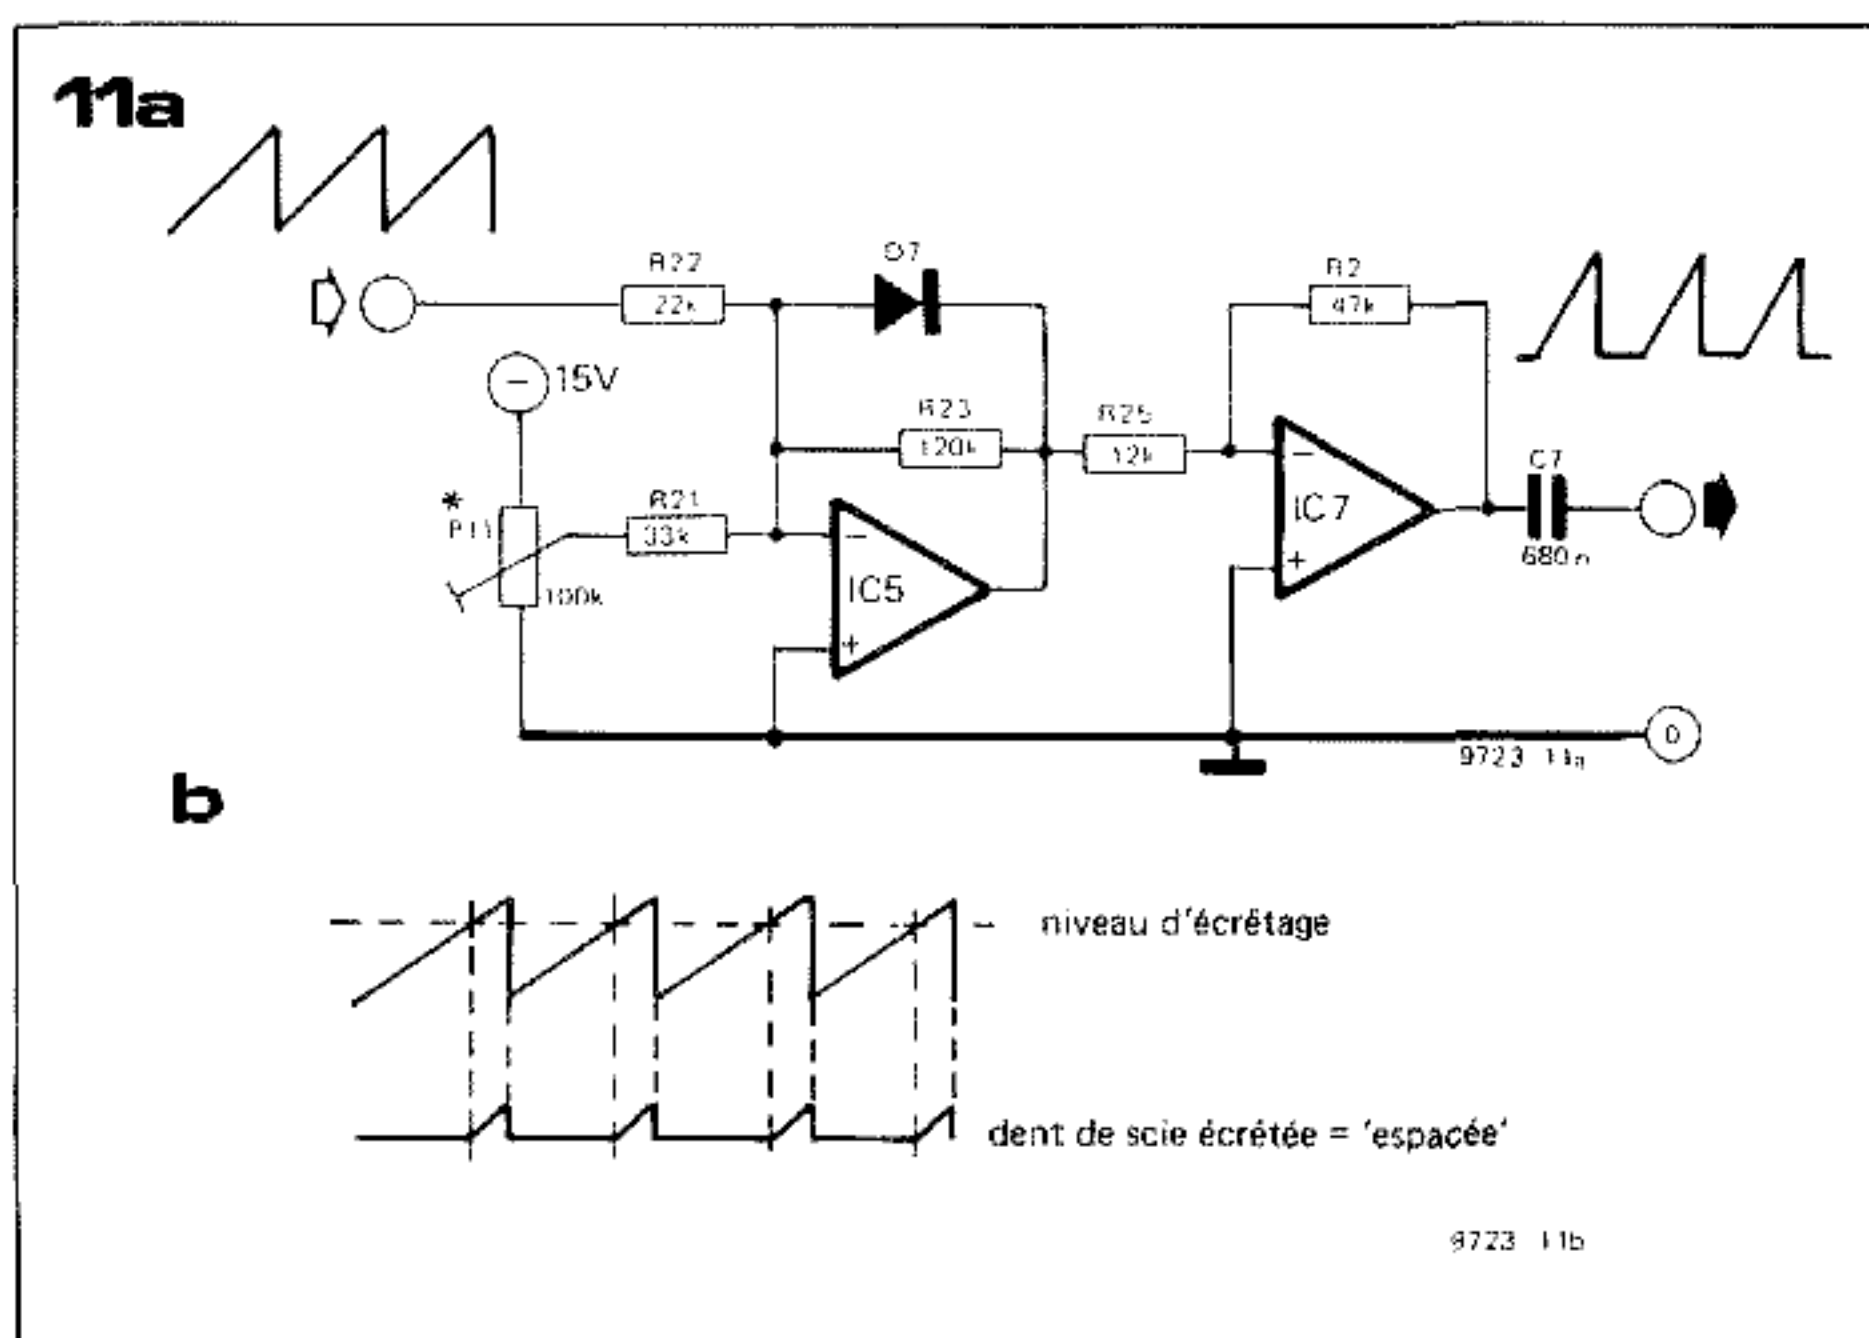 11a
R22
22k
D7
R2
47k
− 15V
R23
120k
R25
12k
*
P11
100k
R21
33k
−
IC5
+
−
IC7
+
C7
680n
0
9723 11a
b
niveau d'écrêtage
dent de scie écrêtée = 'espacée'
9723 11b